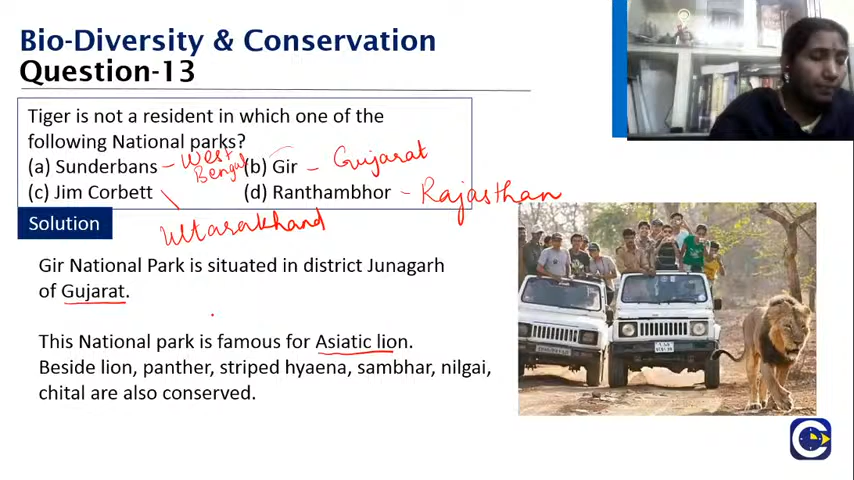 Bio-Diversity & Conservation
Question-13
Tiger is not a resident in which one of the
following National parks?
(a) Sunderbans - West Bengal (b) Gir - Gujarat
(c) Jim Corbett (d) Ranthambhor - Rajasthan
Uttarakhand
Solution
Gir National Park is situated in district Junagarh
of Gujarat.
This National park is famous for Asiatic lion.
Beside lion, panther, striped hyaena, sambhar, nilgai,
chital are also conserved.